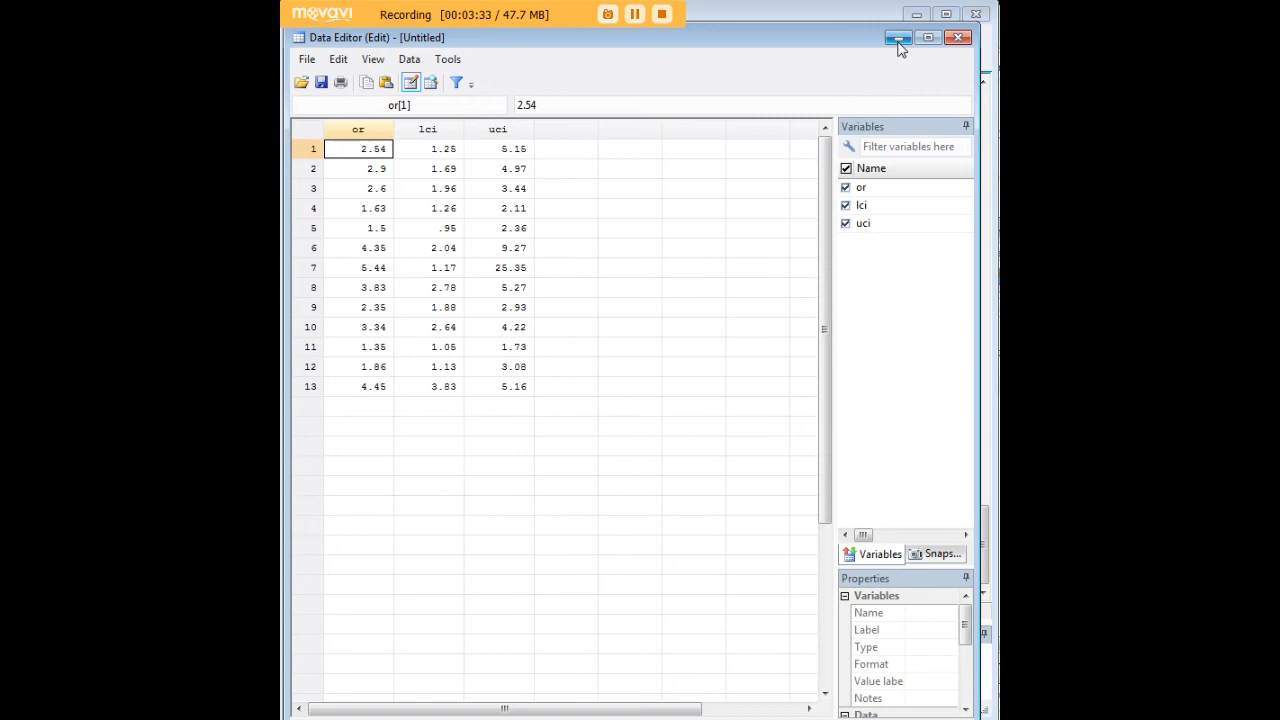 movavi Recording [00:03:33 / 47.7 MB]
Data Editor (Edit) - [Untitled]
File Edit View Data Tools
or[1] 2.54
or lci uci
1 2.54 1.25 5.15
2 2.9 1.69 4.97
3 2.6 1.96 3.44
4 1.63 1.26 2.11
5 1.5 .95 2.36
6 4.35 2.04 9.27
7 5.44 1.17 25.35
8 3.83 2.78 5.27
9 2.35 1.88 2.93
10 3.34 2.64 4.22
11 1.35 1.05 1.73
12 1.86 1.13 3.08
13 4.45 3.83 5.16
Variables
Filter variables here
Name
or
lci
uci
Variables Snaps...
Properties
Variables
Name
Label
Type
Format
Value labe
Notes
Data